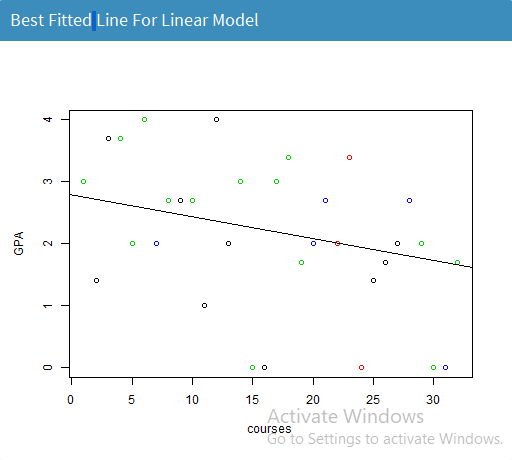 Best Fitted Line For Linear Model
4
3
2
1
0
GPA
0 5 10 15 20 25 30
Activate Windows
courses
Go to Settings to activate Windows.